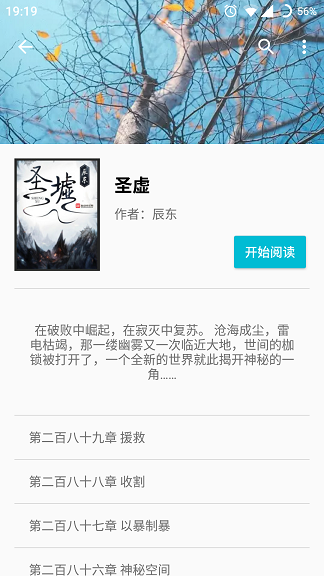 19:19
56%
圣墟
辰东
圣虚
作者：辰东
开始阅读
在破败中崛起，在寂灭中复苏。 沧海成尘，雷
电枯竭，那一缕幽雾又一次临近大地，世间的枷
锁被打开了，一个全新的世界就此揭开神秘的一
角……
第二百八十九章 援救
第二百八十八章 收割
第二百八十七章 以暴制暴
第二百八十六章 神秘空间